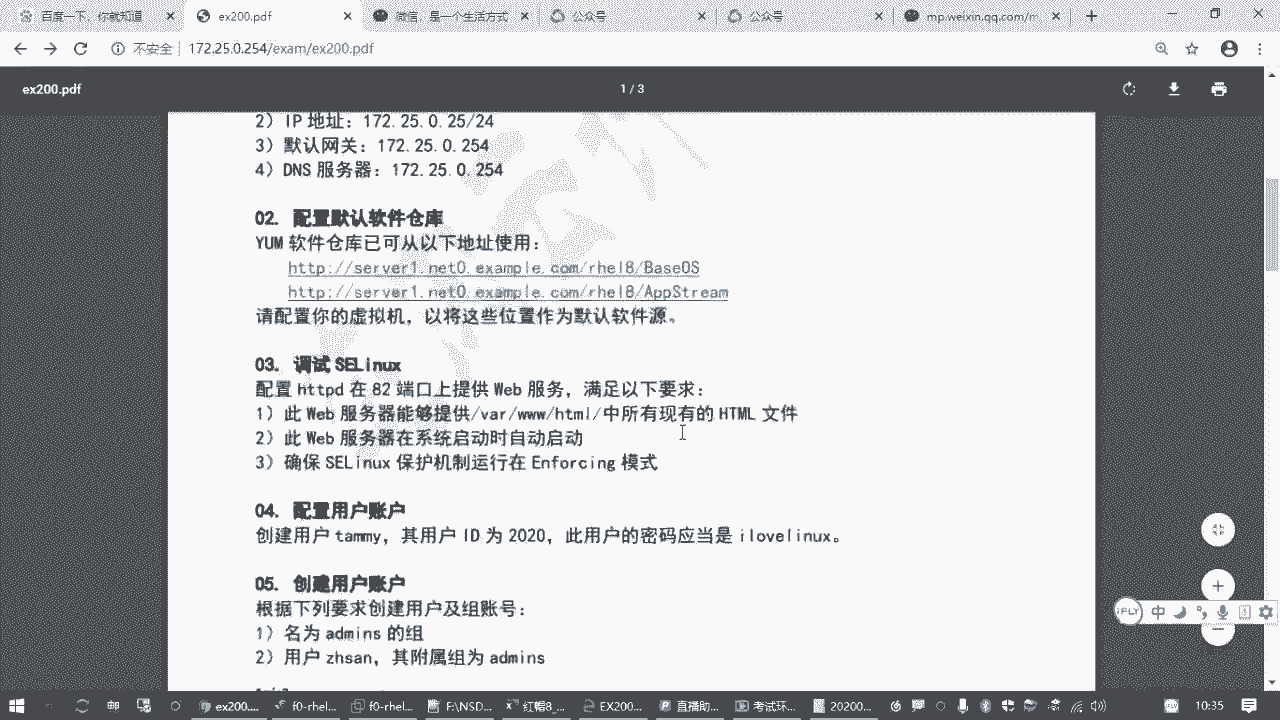 百度一下，你就知道
ex200.pdf
微信，是一个生活方式
公众号
公众号
mp.weixin.qq.com/m
不安全 172.25.0.254/exam/ex200.pdf
ex200.pdf
1 / 3
2）IP 地址：172.25.0.25/24
3）默认网关：172.25.0.254
4）DNS 服务器：172.25.0.254
02. 配置默认软件仓库
YUM 软件仓库已可从以下地址使用：
http://server1.net0.example.com/rhel8/BaseOS
http://server1.net0.example.com/rhel8/AppStream
请配置你的虚拟机，以将这些位置作为默认软件源。
03. 调试 SELinux
配置 httpd 在 82 端口上提供 Web 服务，满足以下要求：
1）此 Web 服务器能够提供/var/www/html/中所有现有的 HTML 文件
2）此 Web 服务器在系统启动时自动启动
3）确保 SELinux 保护机制运行在 Enforcing 模式
04. 配置用户账户
创建用户 tammy，其用户 ID 为 2020，此用户的密码应当是 ilovelinux。
05. 创建用户账户
根据下列要求创建用户及组账号：
1）名为 admins 的组
2）用户 zhsan，其附属组为 admins
iFLY 中
ex200....
f0-rhel...
f0-rhel...
F:\NSD...
红帽8_...
EX200...
直播助...
考试环...
20200...
10:35